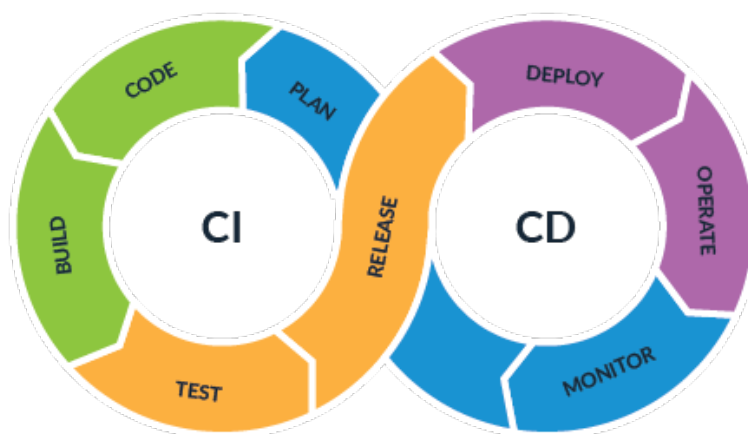 PLAN
CODE
BUILD
TEST
RELEASE
DEPLOY
OPERATE
MONITOR
CI
CD